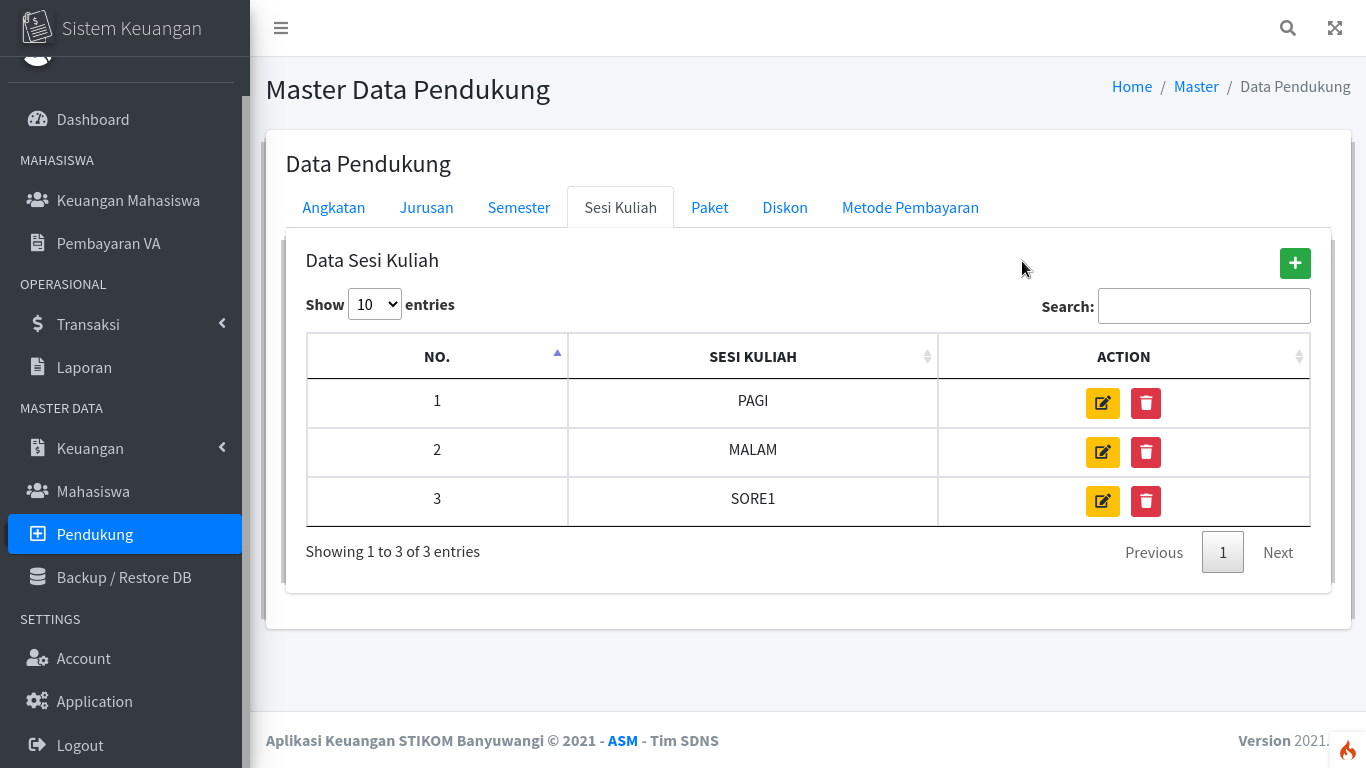 Sistem Keuangan
Dashboard
MAHASISWA
Keuangan Mahasiswa
Pembayaran VA
OPERASIONAL
Transaksi
Laporan
MASTER DATA
Keuangan
Mahasiswa
Pendukung
Backup / Restore DB
SETTINGS
Account
Application
Logout
Master Data Pendukung
Home / Master / Data Pendukung
Data Pendukung
Angkatan Jurusan Semester Sesi Kuliah Paket Diskon Metode Pembayaran
Data Sesi Kuliah
Show 10 entries
Search:
NO. SESI KULIAH ACTION
1 PAGI
2 MALAM
3 SORE1
Showing 1 to 3 of 3 entries
Previous 1 Next
Aplikasi Keuangan STIKOM Banyuwangi © 2021 - ASM - Tim SDNS
Version 2021.